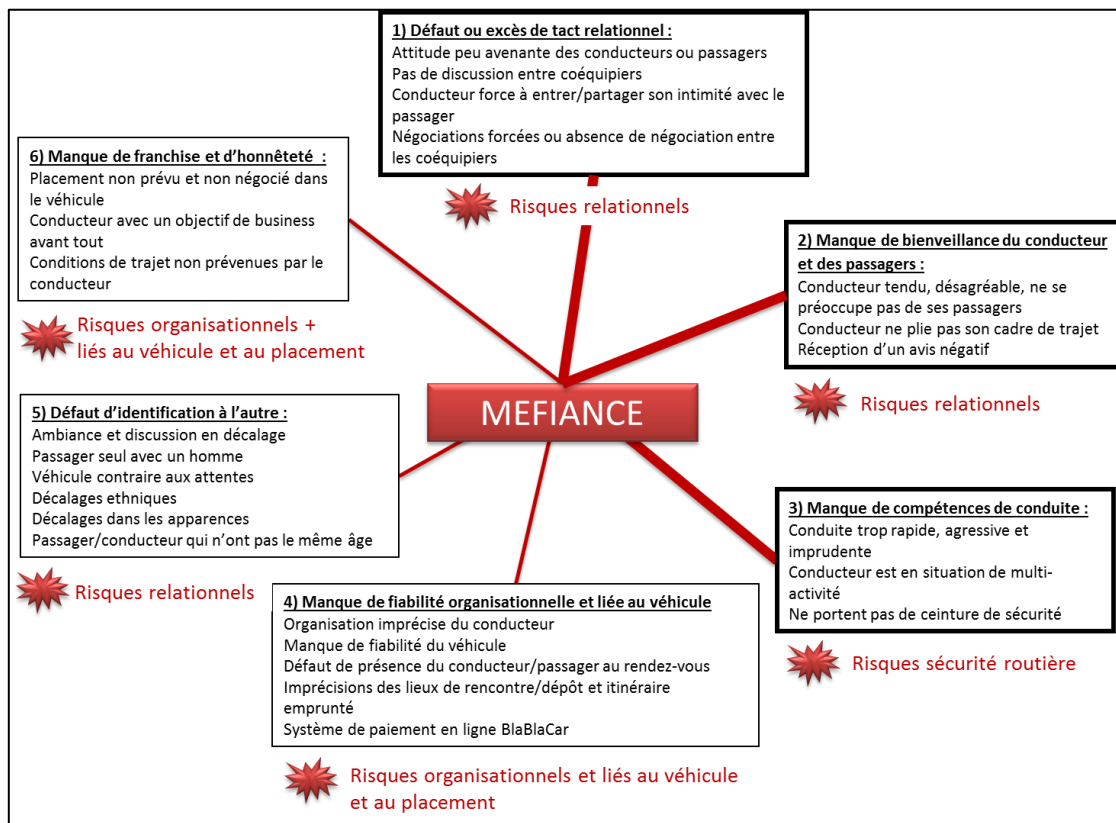 1) Défaut ou excès de tact relationnel :
Attitude peu avenante des conducteurs ou passagers
Pas de discussion entre coéquipiers
Conducteur force à entrer/partager son intimité avec le
passager
Négociations forcées ou absence de négociation entre
les coéquipiers
Risques relationnels
2) Manque de bienveillance du conducteur
et des passagers :
Conducteur tendu, désagréable, ne se
préoccupe pas de ses passagers
Conducteur ne plie pas son cadre de trajet
Réception d'un avis négatif
Risques relationnels
3) Manque de compétences de conduite :
Conduite trop rapide, agressive et
imprudente
Conducteur est en situation de multi-
activité
Ne portent pas de ceinture de sécurité
Risques sécurité routière
4) Manque de fiabilité organisationnelle et liée au véhicule
Organisation imprécise du conducteur
Manque de fiabilité du véhicule
Défaut de présence du conducteur/passager au rendez-vous
Imprécisions des lieux de rencontre/dépôt et itinéraire
emprunté
Système de paiement en ligne BlaBlaCar
Risques organisationnels et liés au véhicule
et au placement
5) Défaut d'identification à l'autre :
Ambiance et discussion en décalage
Passager seul avec un homme
Véhicule contraire aux attentes
Décalages ethniques
Décalages dans les apparences
Passager/conducteur qui n'ont pas le même âge
Risques relationnels
6) Manque de franchise et d'honnêteté :
Placement non prévu et non négocié dans
le véhicule
Conducteur avec un objectif de business
avant tout
Conditions de trajet non prévenues par le
conducteur
Risques organisationnels +
liés au véhicule et au placement
MEFIANCE